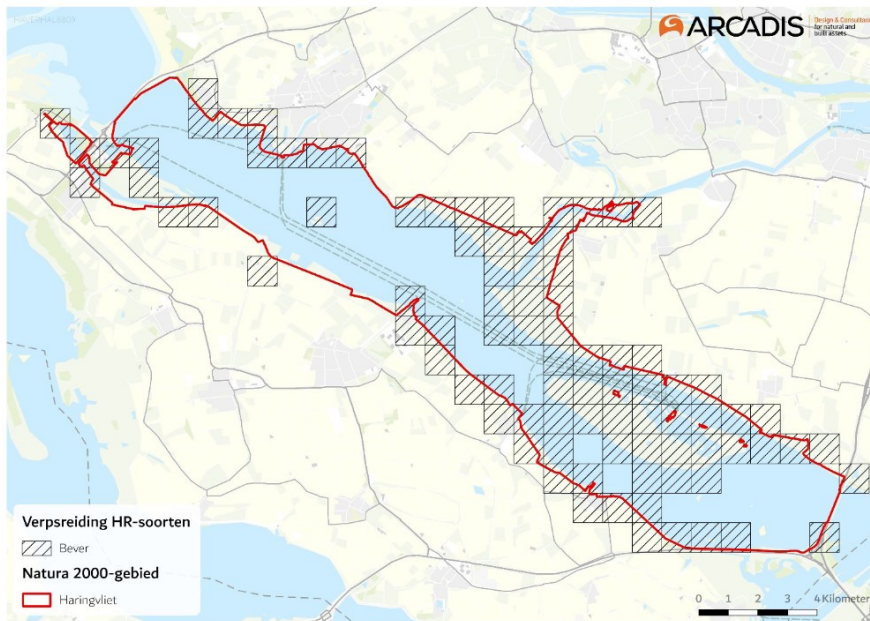 HAVERHALS909
ARCADIS
Design & Consultancy
for natural and
built assets
Verpsreiding HR-soorten
Bever
Natura 2000-gebied
Haringvliet
0 1 2 3 4 Kilometer